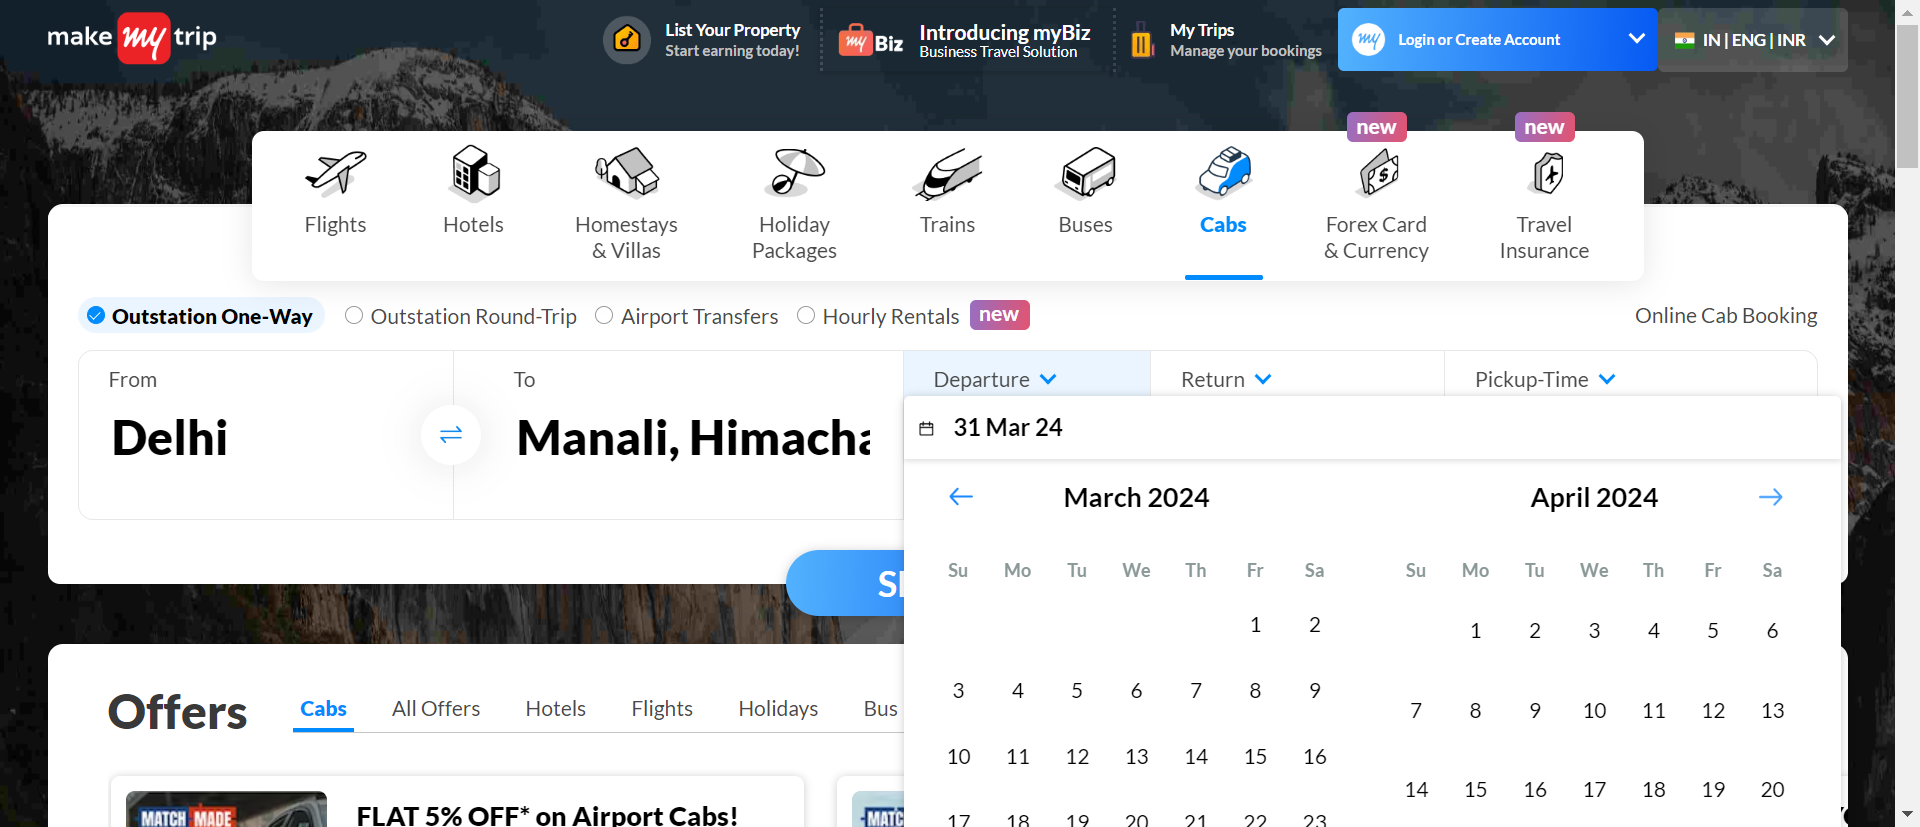 make my trip
List Your Property
Start earning today!
my Biz
Introducing myBiz
Business Travel Solution
My Trips
Manage your bookings
my
Login or Create Account
IN | ENG | INR
new
new
Flights
Hotels
Homestays
& Villas
Holiday
Packages
Trains
Buses
Cabs
Forex Card
& Currency
Travel
Insurance
Outstation One-Way
Outstation Round-Trip
Airport Transfers
Hourly Rentals
new
Online Cab Booking
From
Delhi
To
Manali, Himacha
Departure
Return
Pickup-Time
31 Mar 24
March 2024
Su Mo Tu We Th Fr Sa
1 2
3 4 5 6 7 8 9
10 11 12 13 14 15 16
17 18 19 20 21 22 23
April 2024
Su Mo Tu We Th Fr Sa
1 2 3 4 5 6
7 8 9 10 11 12 13
14 15 16 17 18 19 20
Offers
Cabs
All Offers
Hotels
Flights
Holidays
Bus
MATCH MADE
FLAT 5% OFF* on Airport Cabs!